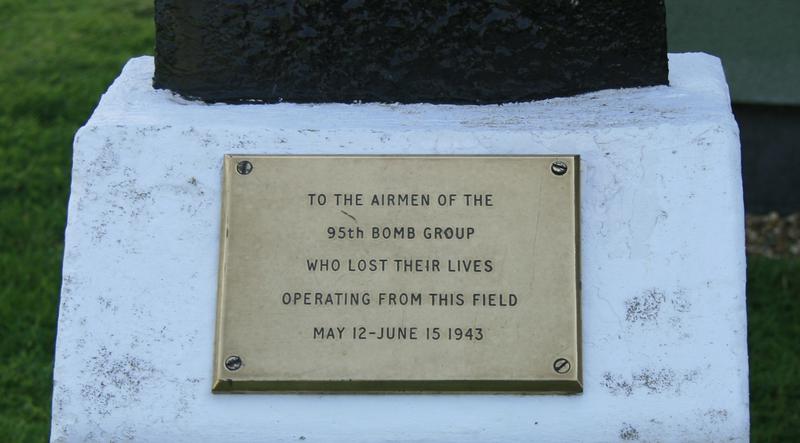 TO THE AIRMEN OF THE
95th BOMB GROUP
WHO LOST THEIR LIVES
OPERATING FROM THIS FIELD
MAY 12-JUNE 15 1943